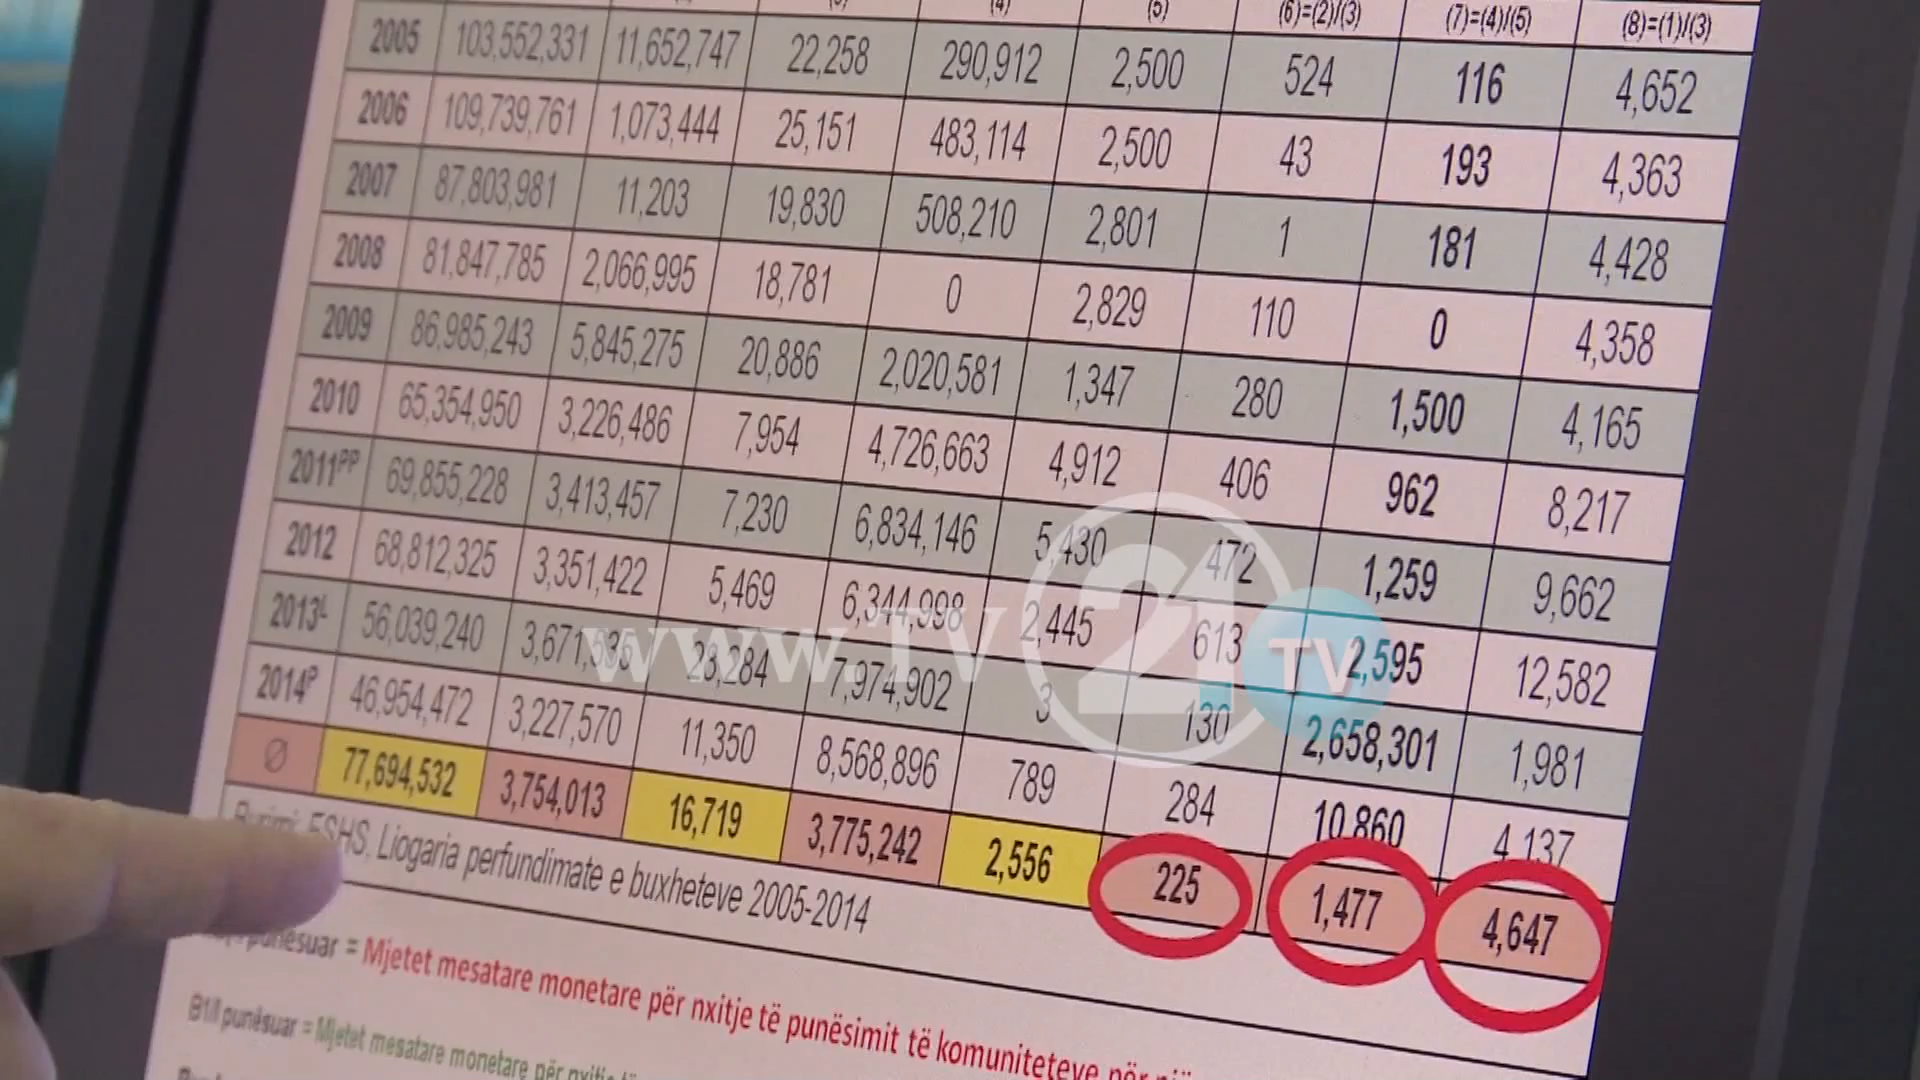 (3) (4) (5) (6)=(2)/(3) (7)=(4)/(5) (8)=(1)/(3)
2005 103,552,331 11,652,747 22,258 290,912 2,500 524 116 4,652
2006 109,739,761 1,073,444 25,151 483,114 2,500 43 193 4,363
2007 87,803,981 11,203 19,830 508,210 2,801 1 181 4,428
2008 81,847,785 2,066,995 18,781 0 2,829 110 0 4,358
2009 86,985,243 5,845,275 20,886 2,020,581 1,347 280 1,500 4,165
2010 65,354,950 3,226,486 7,954 4,726,663 4,912 406 962 8,217
2011PP 69,855,228 3,413,457 7,230 6,834,146 5,430 472 1,259 9,662
2012 68,812,325 3,351,422 5,469 6,344,998 2,445 613 2,595 12,582
2013L 56,039,240 3,671,535 28,284 7,974,902 3 130 2,658,301 1,981
2014P 46,954,472 3,227,570 11,350 8,568,896 789 284 10,860 4,137
Ø 77,694,532 3,754,013 16,719 3,775,242 2,556 225 1,477 4,647
www.TV 21 TV
Liogaria perfundimate e buxheteve 2005-2014
punësuar = Mjetet mesatare monetare për nxitje të punësimit të komuniteteve për
B1/I punësuar = Mjetet mesatare monetare për nxitje